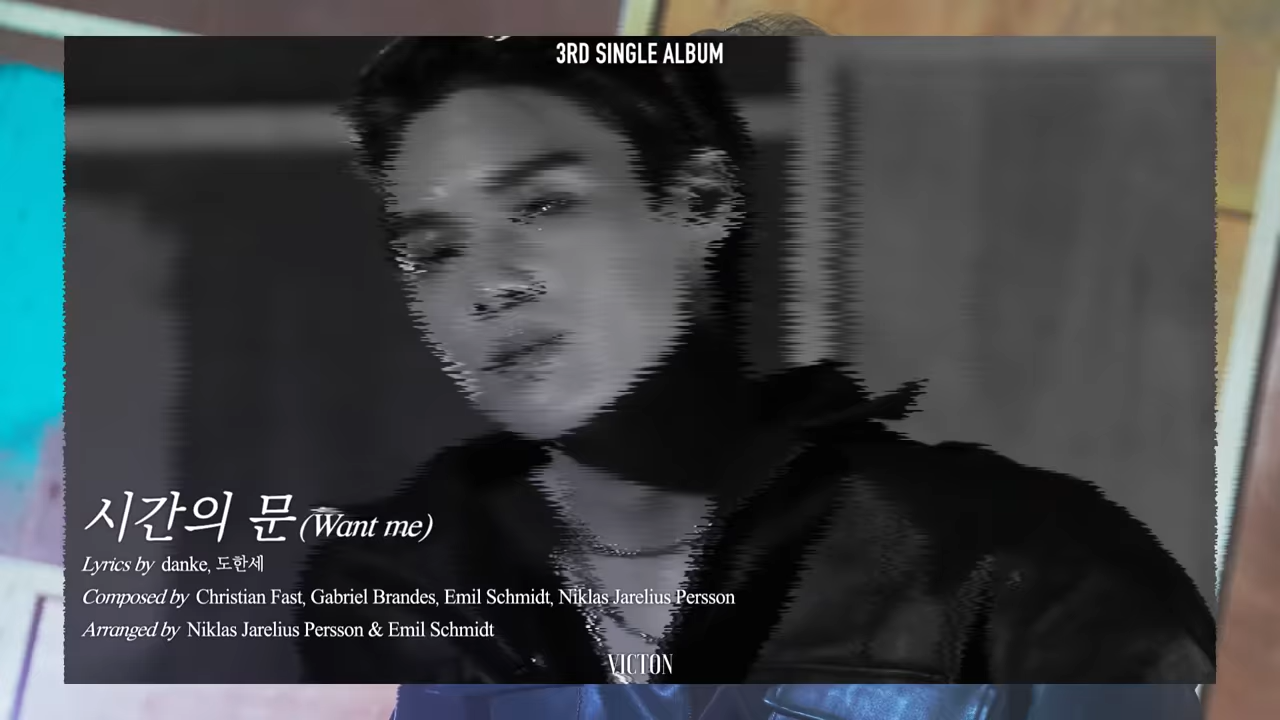 3RD SINGLE ALBUM
시간의 문 (Want me)
Lyrics by danke, 도한세
Composed by Christian Fast, Gabriel Brandes, Emil Schmidt, Niklas Jarelius Persson
Arranged by Niklas Jarelius Persson & Emil Schmidt
VICTON